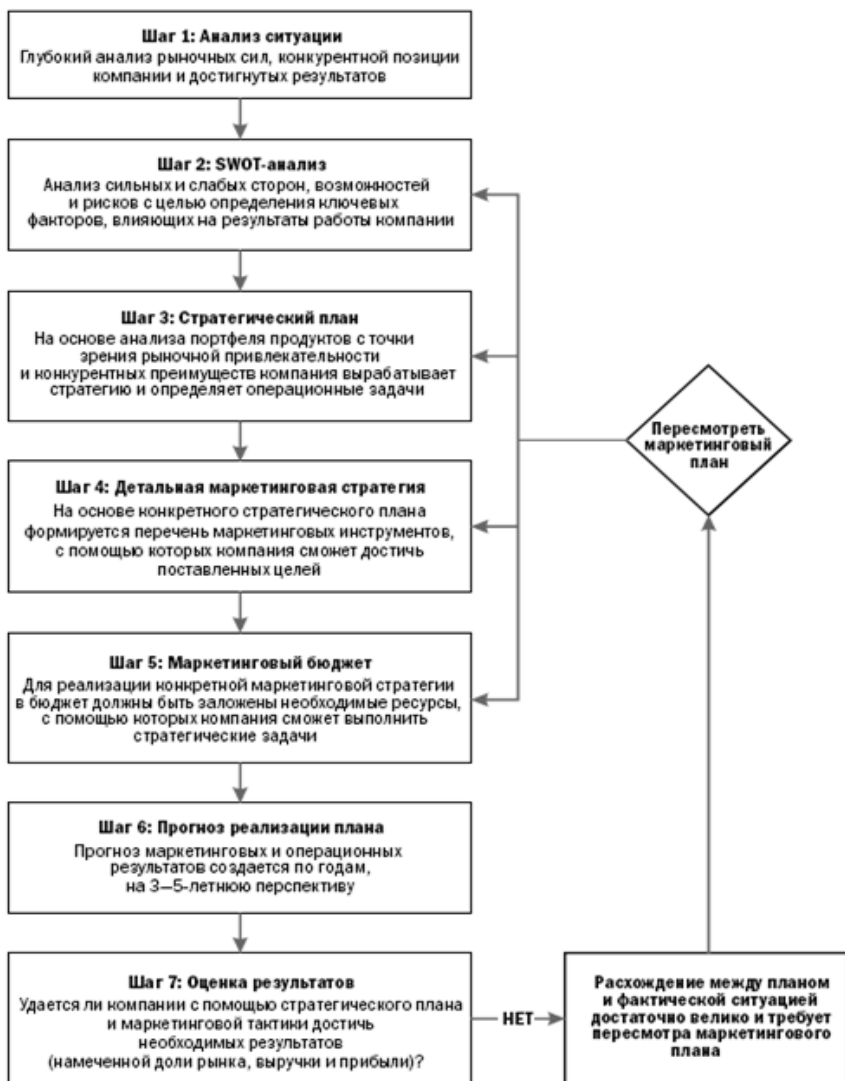 Шаг 1: Анализ ситуации
Глубокий анализ рыночных сил, конкурентной позиции
компании и достигнутых результатов
Шаг 2: SWOT-анализ
Анализ сильных и слабых сторон, возможностей
и рисков с целью определения ключевых
факторов, влияющих на результаты работы компании
Шаг 3: Стратегический план
На основе анализа портфеля продуктов с точки
зрения рыночной привлекательности
и конкурентных преимуществ компания вырабатывает
стратегию и определяет операционные задачи
Шаг 4: Детальная маркетинговая стратегия
На основе конкретного стратегического плана
формируется перечень маркетинговых инструментов,
с помощью которых компания сможет достичь
поставленных целей
Шаг 5: Маркетинговый бюджет
Для реализации конкретной маркетинговой стратегии
в бюджет должны быть заложены необходимые ресурсы,
с помощью которых компания сможет выполнить
стратегические задачи
Шаг 6: Прогноз реализации плана
Прогноз маркетинговых и операционных
результатов создается по годам,
на 3—5-летнюю перспективу
Шаг 7: Оценка результатов
Удается ли компании с помощью стратегического плана
и маркетинговой тактики достичь
необходимых результатов
(намеченной доли рынка, выручки и прибыли)?
НЕТ
Расхождение между планом
и фактической ситуацией
достаточно велико и требует
пересмотра маркетингового
плана
Пересмотреть
маркетинговый
план